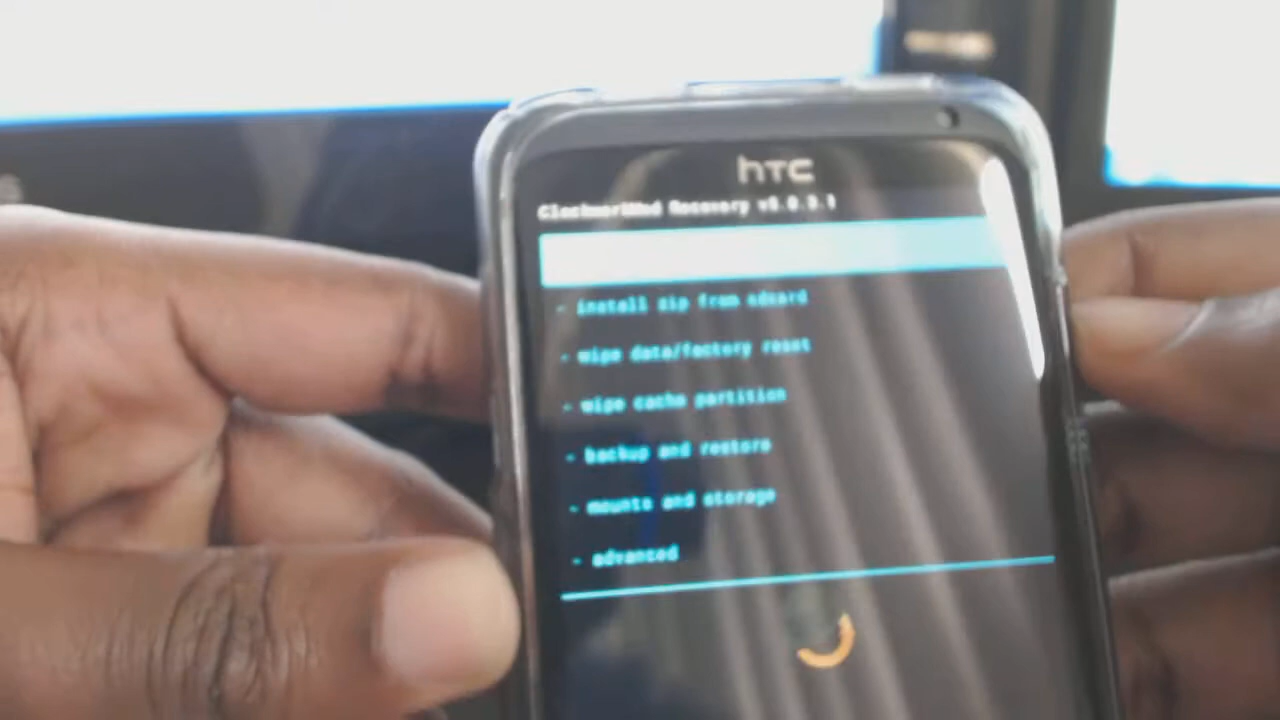 hTC
ClockworkMod Recovery v5.0.3.1
- install zip from sdcard
- wipe data/factory reset
- wipe cache partition
- backup and restore
- mounts and storage
- advanced